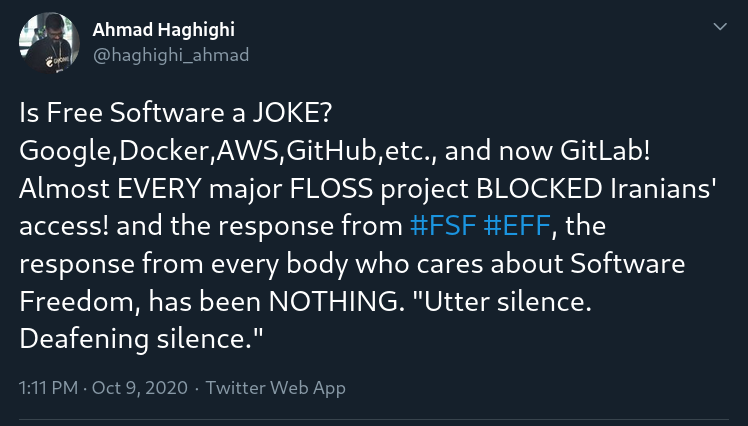 Ahmad Haghighi
@haghighi_ahmad
Is Free Software a JOKE?
Google,Docker,AWS,GitHub,etc., and now GitLab!
Almost EVERY major FLOSS project BLOCKED Iranians'
access! and the response from #FSF #EFF, the
response from every body who cares about Software
Freedom, has been NOTHING. "Utter silence.
Deafening silence."
1:11 PM · Oct 9, 2020 · Twitter Web App